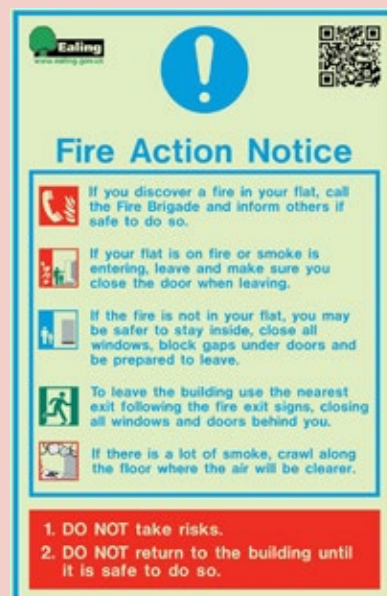 Ealing
www.ealing.gov.uk
Fire Action Notice
If you discover a fire in your flat, call
the Fire Brigade and inform others if
safe to do so.
If your flat is on fire or smoke is
entering, leave and make sure you
close the door when leaving.
If the fire is not in your flat, you may
be safer to stay inside, close all
windows, block gaps under doors and
be prepared to leave.
To leave the building use the nearest
exit following the fire exit signs, closing
all windows and doors behind you.
If there is a lot of smoke, crawl along
the floor where the air will be clearer.
1. DO NOT take risks.
2. DO NOT return to the building until
it is safe to do so.